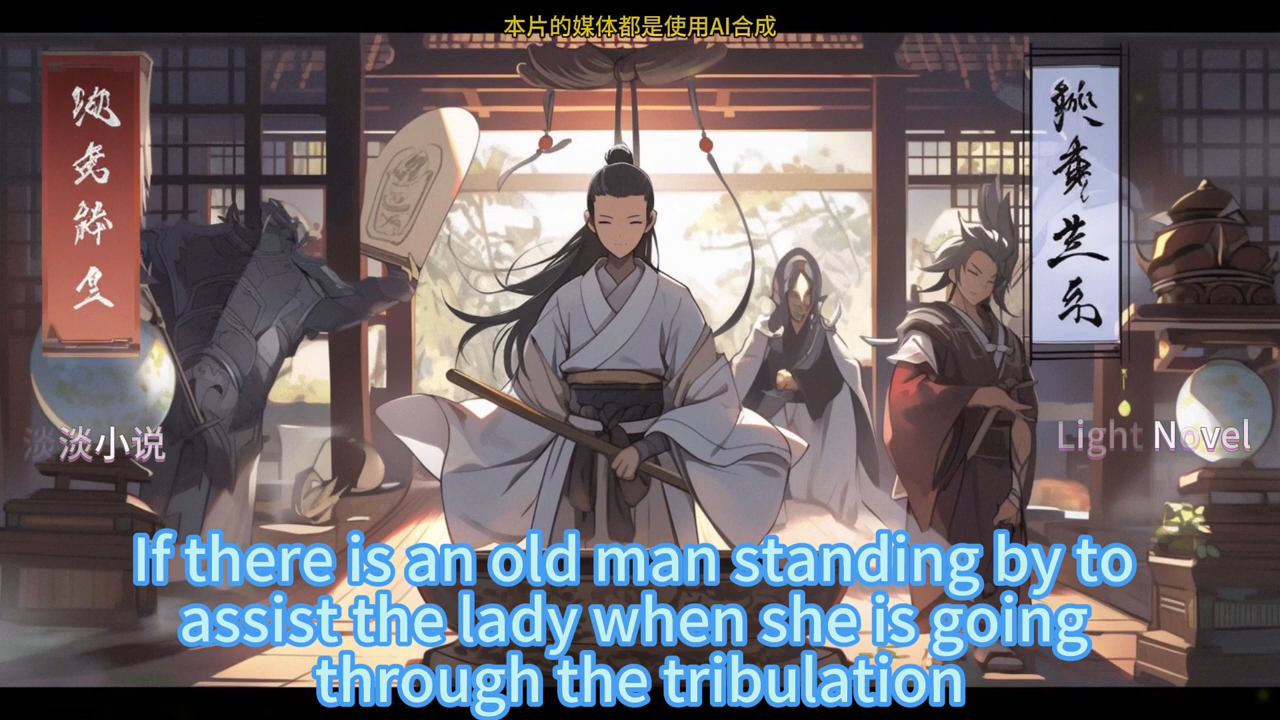 本片的媒体都是使用AI合成
淡淡小说
Light Novel
If there is an old man standing by to
assist the lady when she is going
through the tribulation